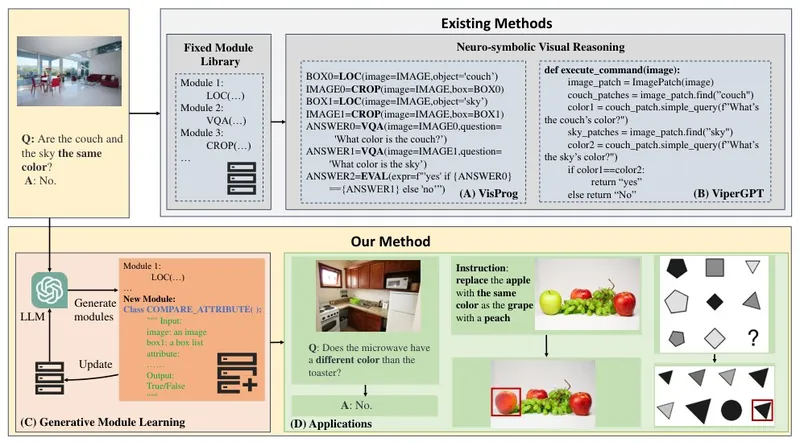 Existing Methods
Q: Are the couch and
the sky the same
color?
A: No.
Fixed Module
Library
Module 1:
LOC(…)
Module 2:
VQA(…)
Module 3:
CROP(…)
…
Neuro-symbolic Visual Reasoning
BOX0=LOC(image=IMAGE,object='couch’)
IMAGE0=CROP(image=IMAGE,box=BOX0)
BOX1=LOC(image=IMAGE,object='sky’)
IMAGE1=CROP(image=IMAGE,box=BOX1)
ANSWER0=VQA(image=IMAGE0,question=
'What color is the couch?’)
ANSWER1=VQA(image=IMAGE1,question=
'What color is the sky’)
ANSWER2=EVAL(expr=f"'yes' if {ANSWER0}
=={ANSWER1} else 'no’”)
(A) VisProg
def execute_command(image):
image_patch = ImagePatch(image)
couch_patches = image_patch.find(”couch")
color1 = couch_patch.simple_query(f”What’s
the couch’s color?")
sky_patches = image_patch.find(”sky")
color2 = couch_patch.simple_query(f”What’s
the sky’s color?")
if color1==color2:
return “yes”
else return “No”
(B) ViperGPT
Our Method
LLM
Generate
modules
Update
Module 1:
LOC(…)
…
New Module:
Class COMPARE_ATTRIBUTE( ):
""" Input:
image: an image
box1: a box list
attribute:
……
Output:
True/False
"""
(C) Generative Module Learning
Q: Does the microwave have
a different color than the
toaster?
A: No.
Instruction:
replace the apple
with the same
color as the grape
with a peach
?
(D) Applications